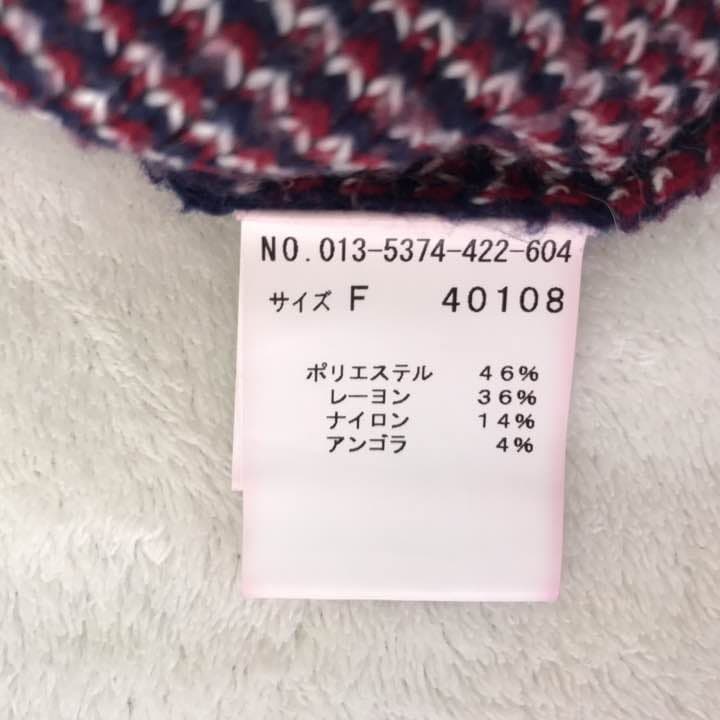 NO.013-5374-422-604
サイズ F 40108
ポリエステル 46%
レーヨン 36%
ナイロン 14%
アンゴラ 4%